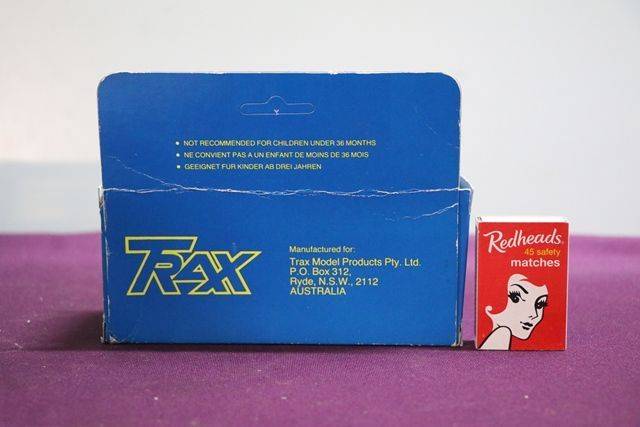 • NOT RECOMMENDED FOR CHILDREN UNDER 36 MONTHS
• NE CONVIENT PAS A UN ENFANT DE MOINS DE 36 MOIS
• GEEIGNET FUR KINDER AB DREI JAHREN
TRAX
Manufactured for:
Trax Model Products Pty. Ltd.
P.O. Box 312,
Ryde, N.S.W., 2112
AUSTRALIA
Redheads
45 safety
matches